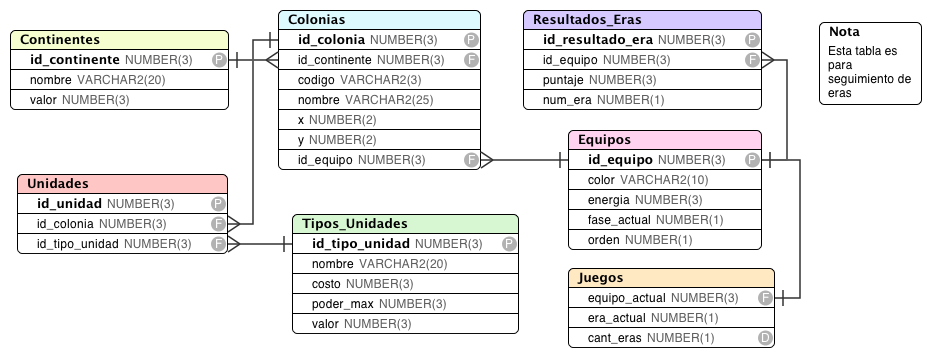 Continentes
id_continente NUMBER(3) P
nombre VARCHAR2(20)
valor NUMBER(3)
Colonias
id_colonia NUMBER(3) P
id_continente NUMBER(3) F
codigo VARCHAR2(3)
nombre VARCHAR2(25)
x NUMBER(2)
y NUMBER(2)
id_equipo NUMBER(3) F
Resultados_Eras
id_resultado_era NUMBER(3) P
id_equipo NUMBER(3) F
puntaje NUMBER(3)
num_era NUMBER(1)
Nota
Esta tabla es
para
seguimiento de
eras
Equipos
id_equipo NUMBER(3) P
color VARCHAR2(10)
energia NUMBER(3)
fase_actual NUMBER(1)
orden NUMBER(1)
Unidades
id_unidad NUMBER(3) P
id_colonia NUMBER(3) F
id_tipo_unidad NUMBER(3) F
Tipos_Unidades
id_tipo_unidad NUMBER(3) P
nombre VARCHAR2(20)
costo NUMBER(3)
poder_max NUMBER(3)
valor NUMBER(3)
Juegos
equipo_actual NUMBER(3) F
era_actual NUMBER(1)
cant_eras NUMBER(1) D